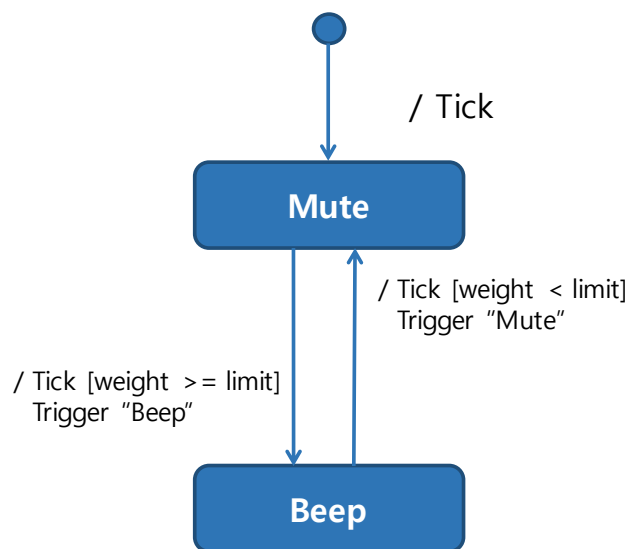 / Tick
Mute
/ Tick [weight < limit]
Trigger "Mute"
/ Tick [weight >= limit]
Trigger "Beep"
Beep